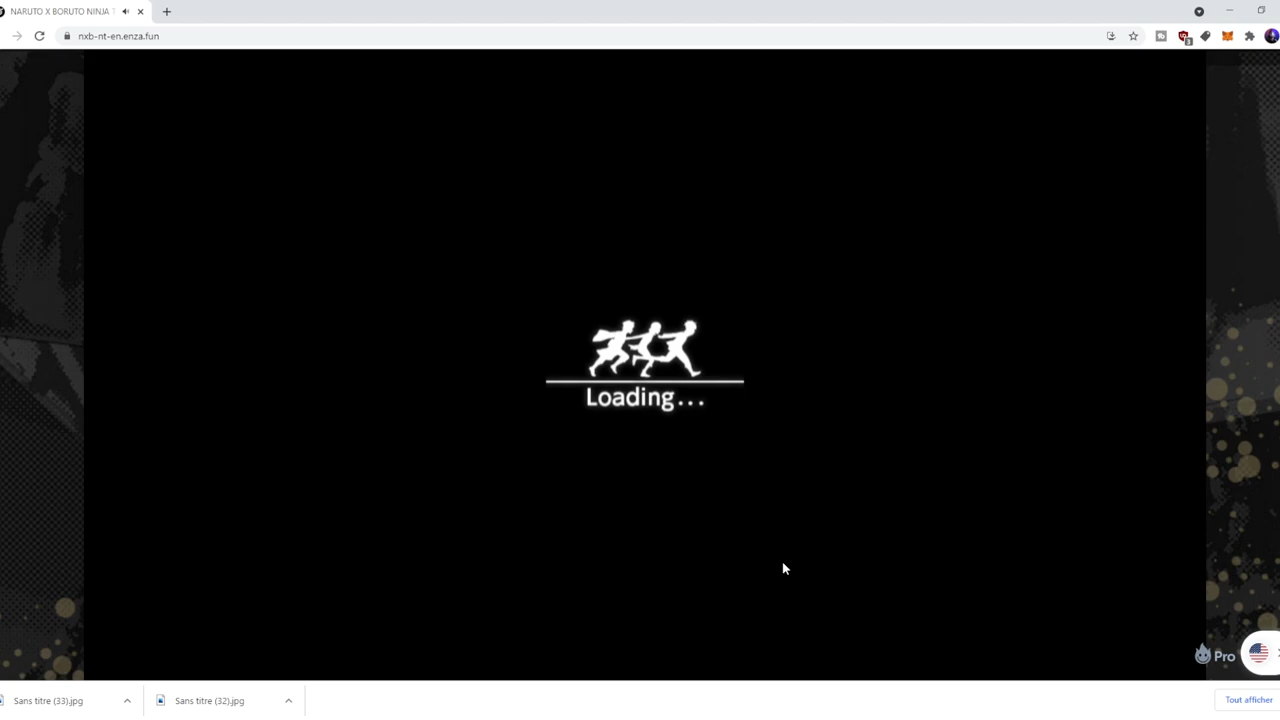 NARUTO X BORUTO NINJA T
nxb-nt-en.enza.fun
3
Loading...
Pro
Sans titre (33).jpg
Sans titre (32).jpg
Tout afficher